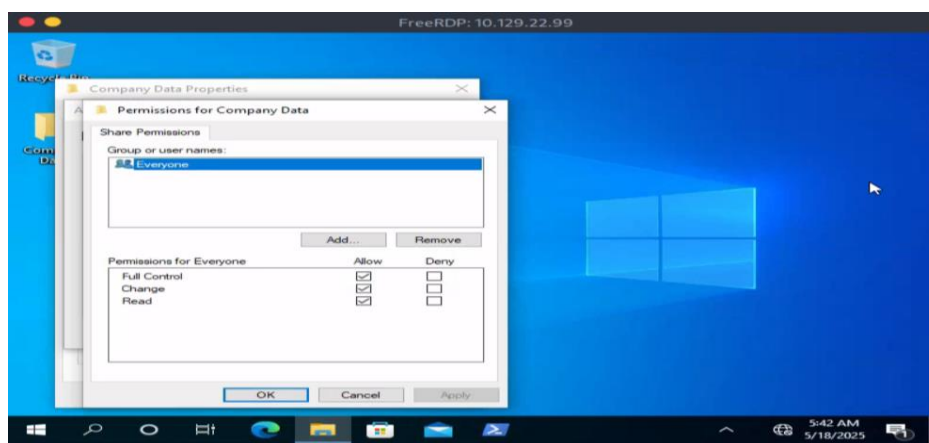 FreeRDP: 10.129.22.99
Recycle Bin
Company Data Properties
Permissions for Company Data
Share Permissions
Group or user names:
Everyone
Add...
Remove
Permissions for Everyone
Allow
Deny
Full Control
Change
Read
OK
Cancel
Apply
5:42 AM
5/18/2025